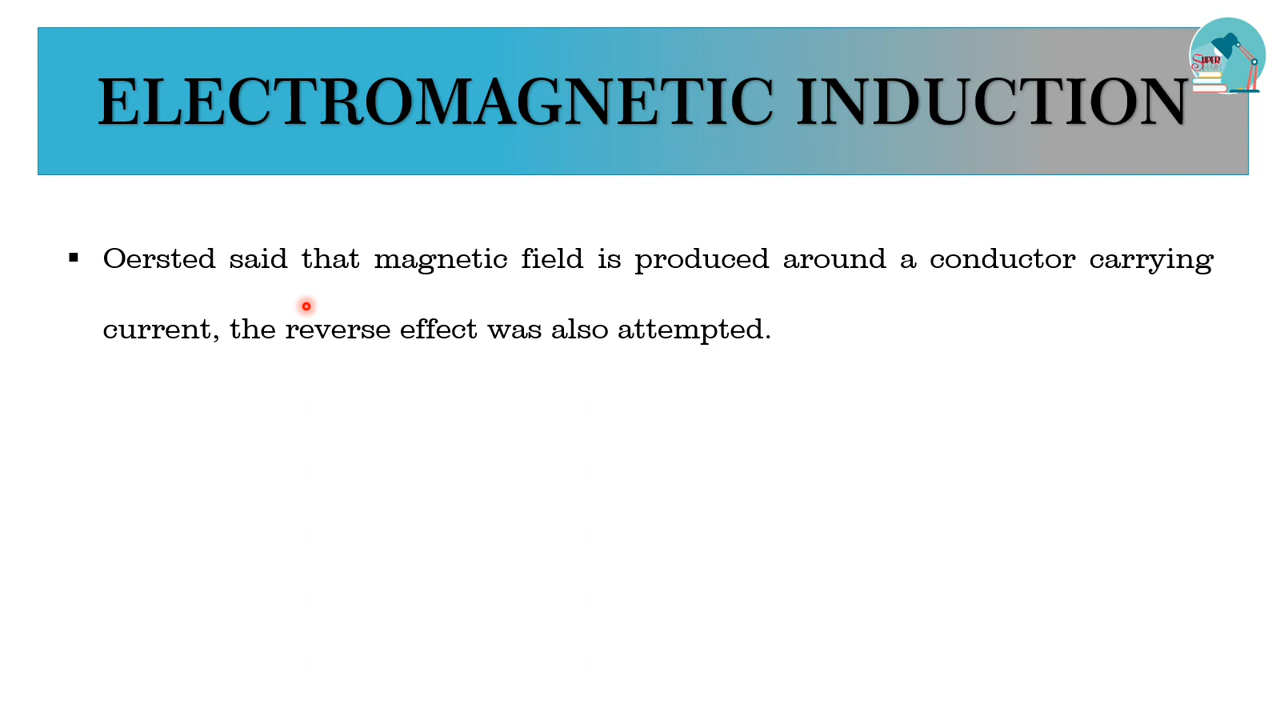 ELECTROMAGNETIC INDUCTION
SUPER
▪ Oersted said that magnetic field is produced around a conductor carrying
current, the reverse effect was also attempted.